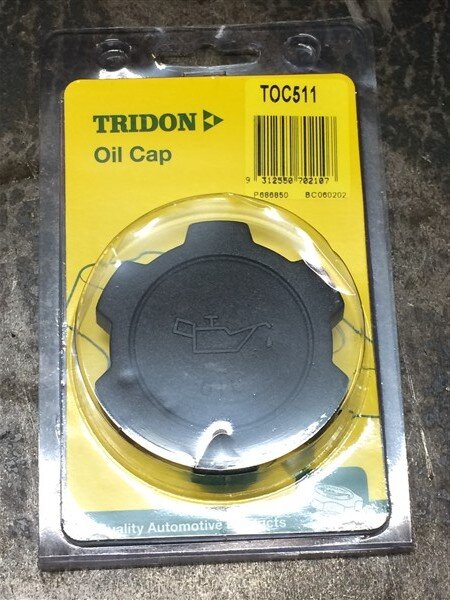 TOC511
TRIDON
Oil Cap
9 312550 702107
P686850 BC060202
uality Automotive Products